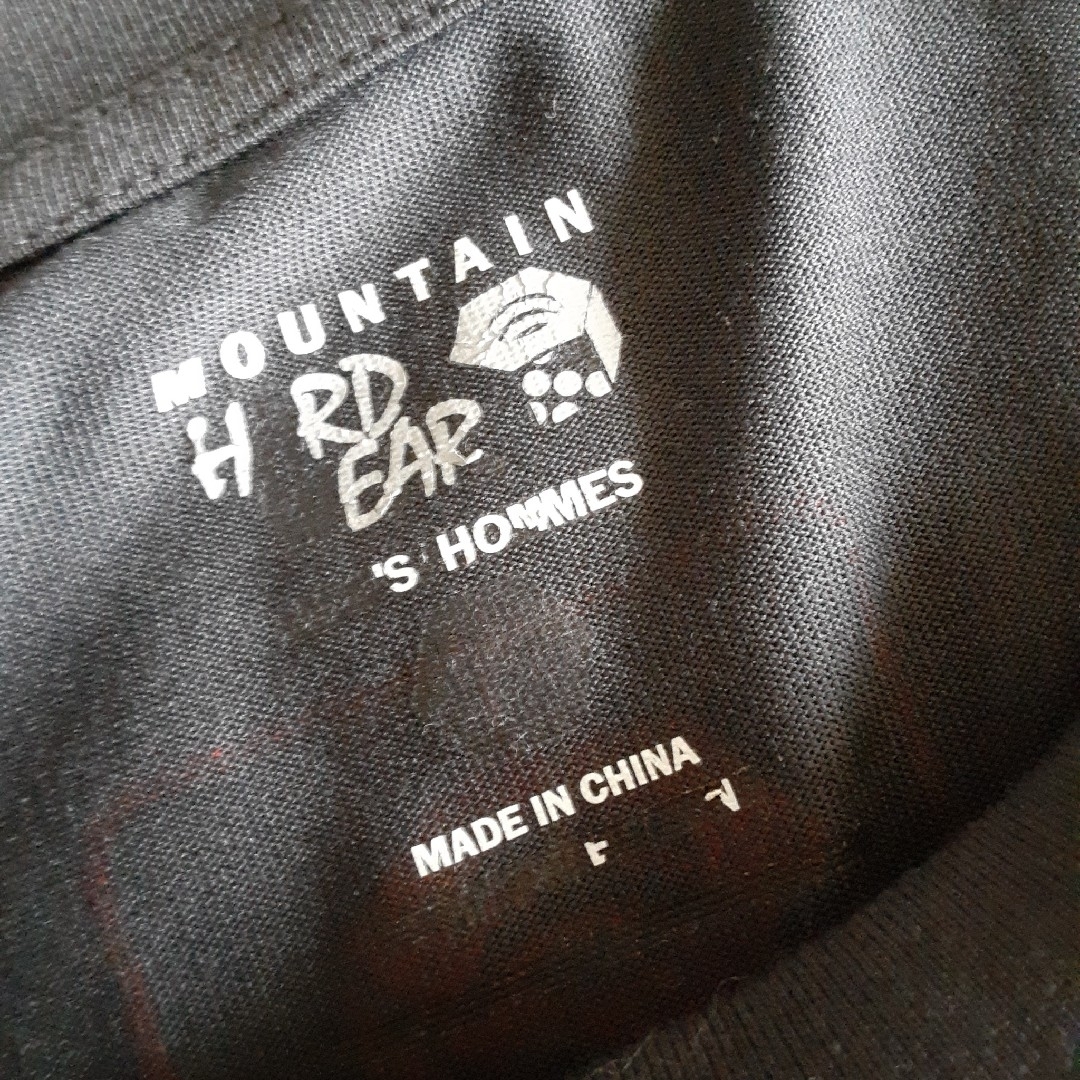 MOUNTAIN
H RD
EAR
'S HOMMES
MADE IN CHINA